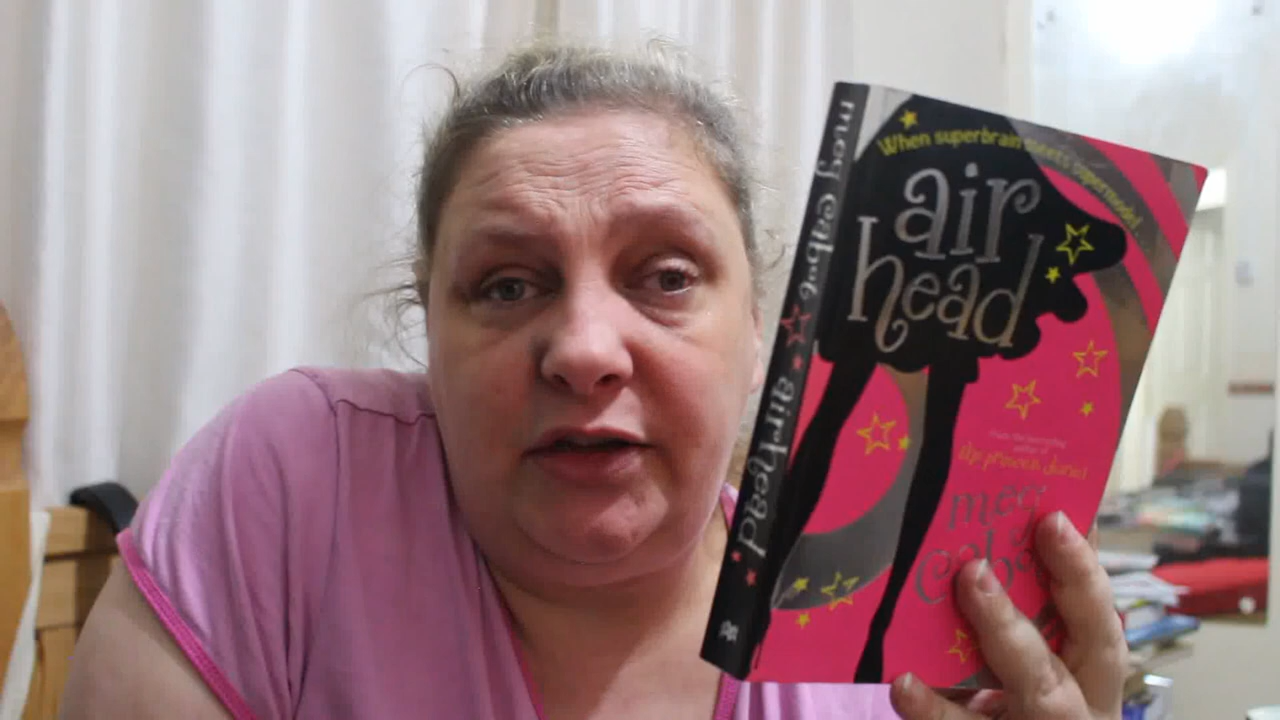 meg cabot airhead
When superbrain meets supermodel...
air
head
From the bestselling
author of
the princess diaries
meg
cabot